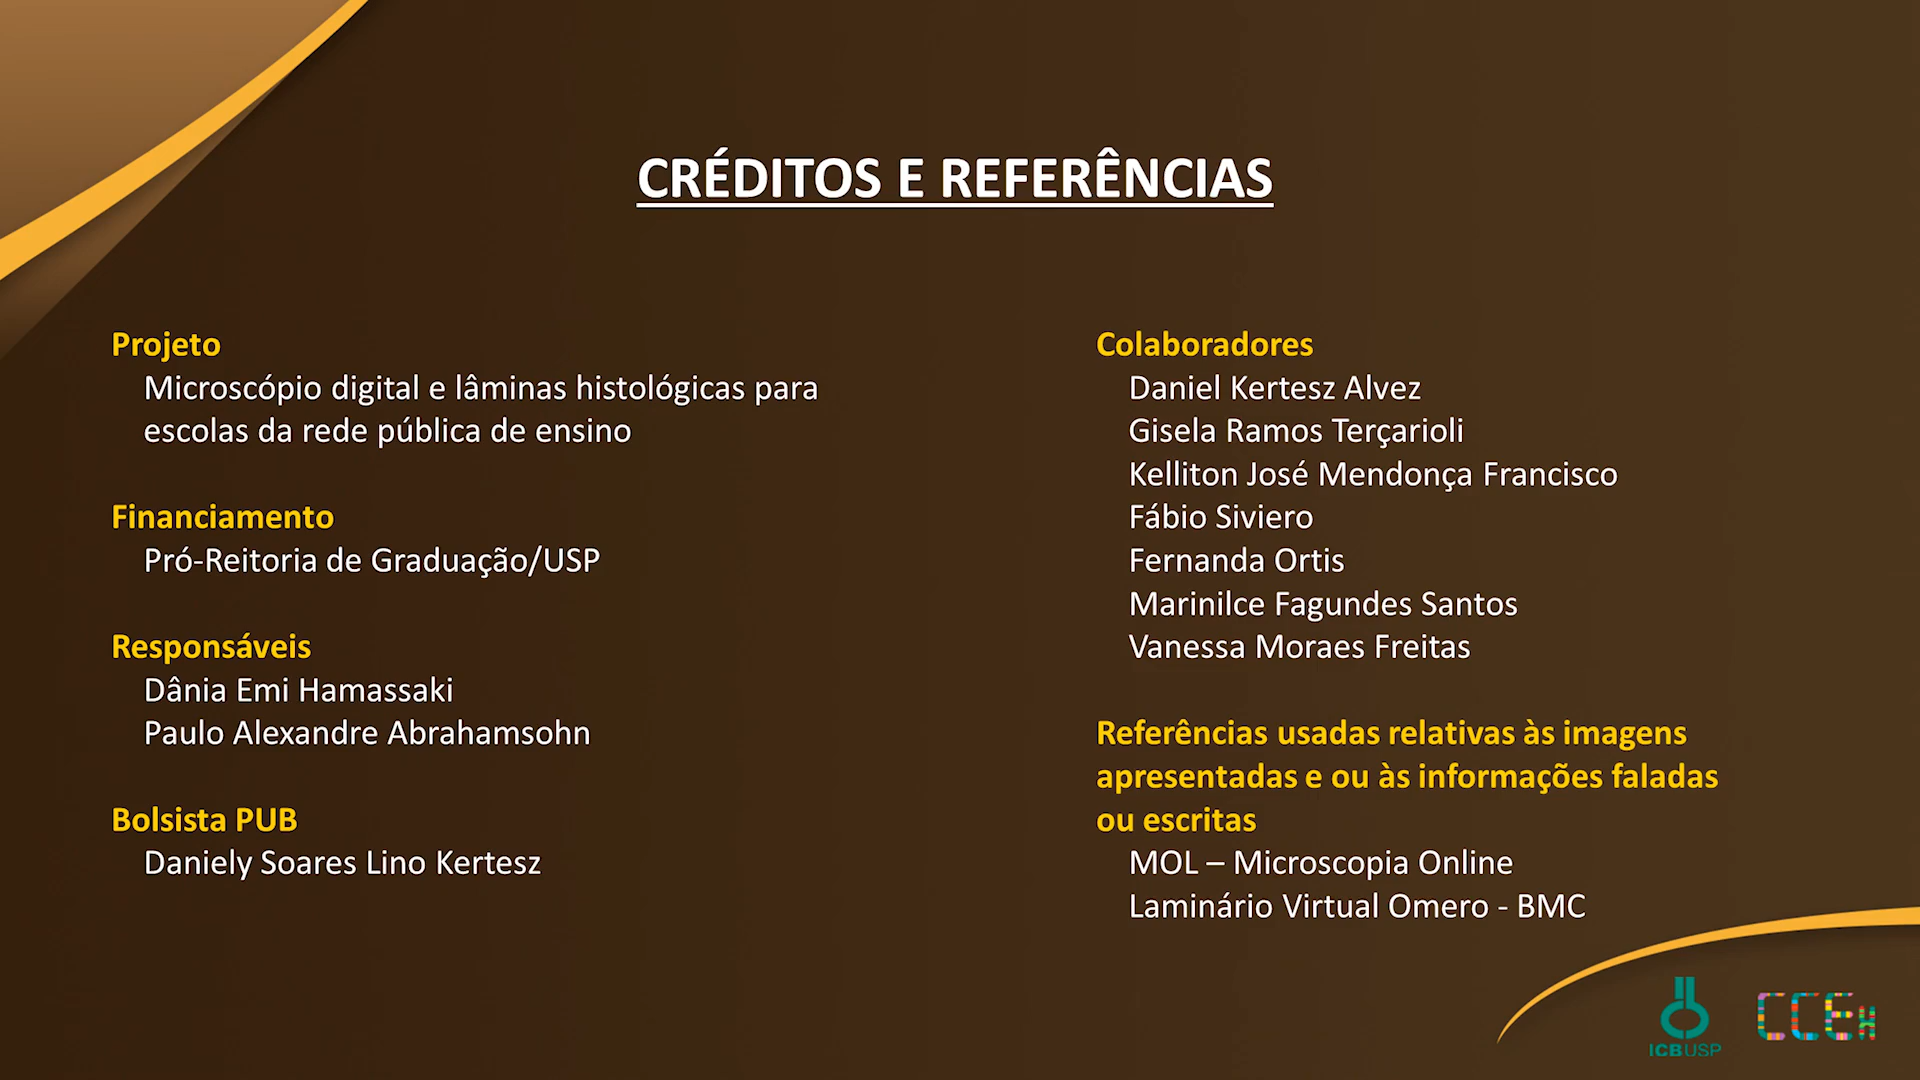 CRÉDITOS E REFERÊNCIAS
Projeto
Microscópio digital e lâminas histológicas para
escolas da rede pública de ensino
Financiamento
Pró-Reitoria de Graduação/USP
Responsáveis
Dânia Emi Hamassaki
Paulo Alexandre Abrahamsohn
Bolsista PUB
Daniely Soares Lino Kertesz
Colaboradores
Daniel Kertesz Alvez
Gisela Ramos Terçarioli
Kelliton José Mendonça Francisco
Fábio Siviero
Fernanda Ortis
Marinilce Fagundes Santos
Vanessa Moraes Freitas
Referências usadas relativas às imagens
apresentadas e ou às informações faladas
ou escritas
MOL – Microscopia Online
Laminário Virtual Omero - BMC
ICBUSP
CCEH